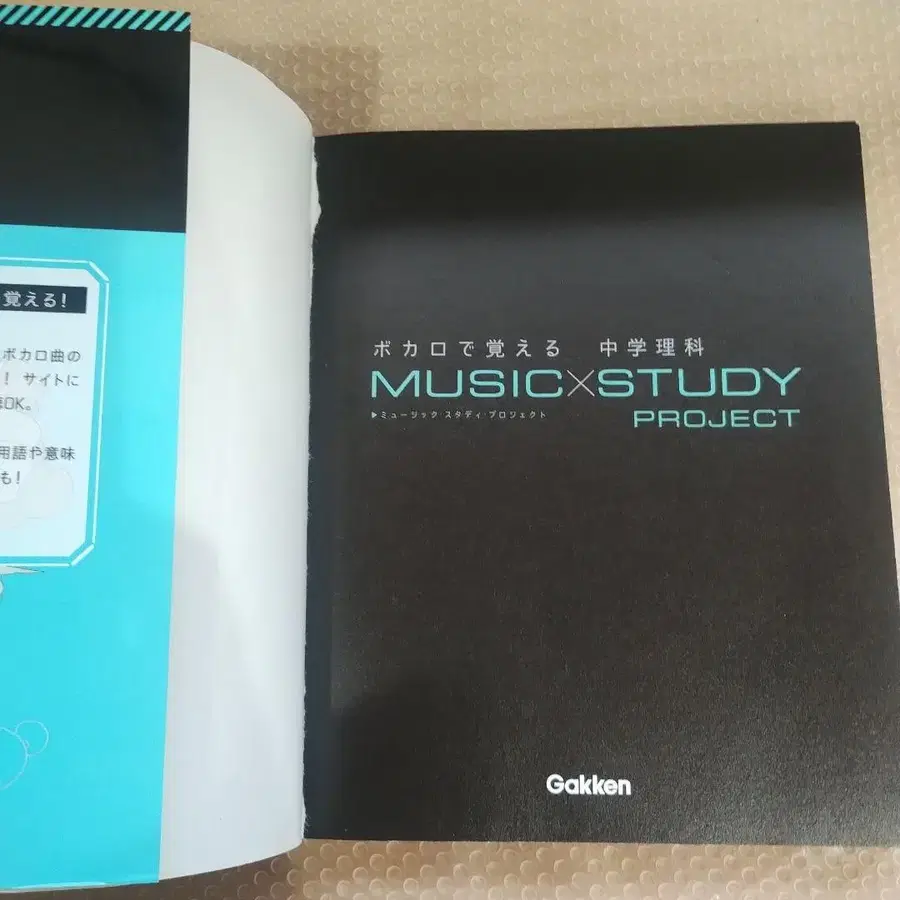 覚える!
ボカロ曲の
! サイトに
OK。
用語や意味
も!
ボカロで覚える 中学理科
MUSIC×STUDY
▶ミュージック スタディ プロジェクト
PROJECT
Gakken